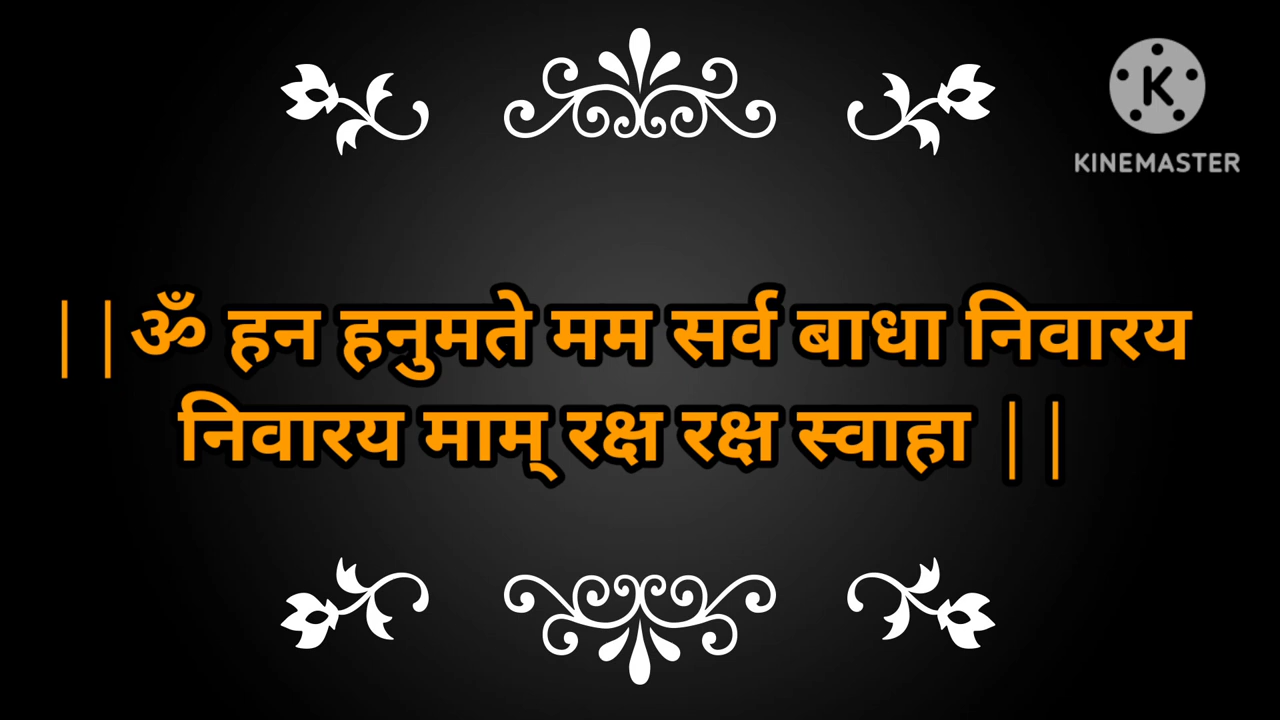 KINEMASTER
||ॐ हन हनुमते मम सर्व बाधा निवारय
निवारय माम् रक्ष रक्ष स्वाहा ||